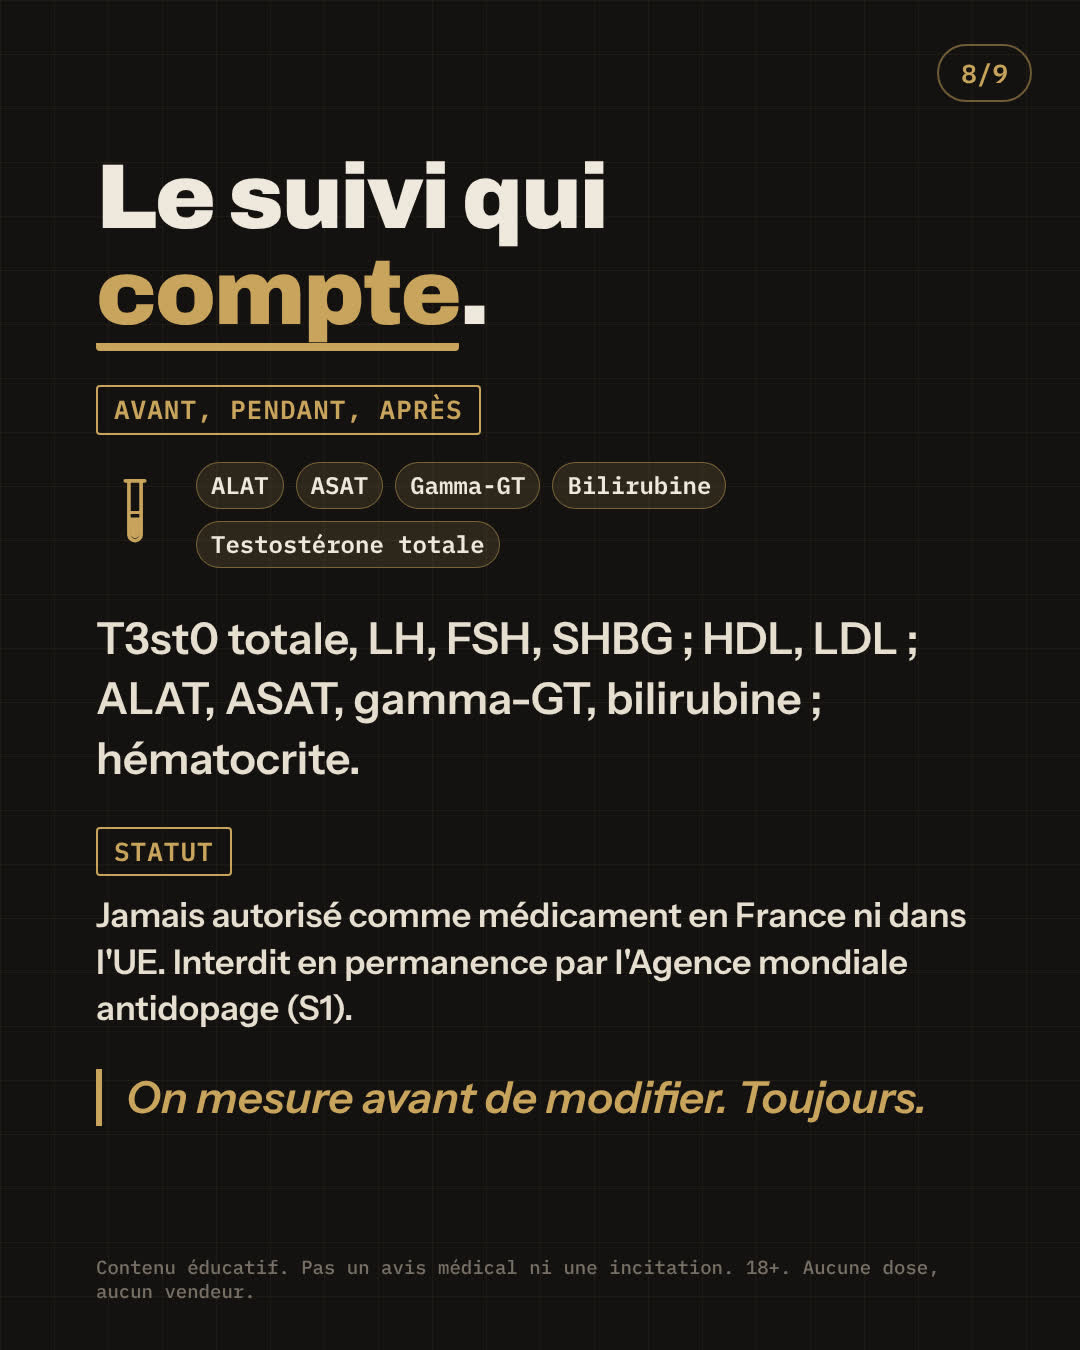 8/9
Le suivi qui
compte.
AVANT, PENDANT, APRÈS
ALAT ASAT Gamma-GT Bilirubine
Testostérone totale
T3st0 totale, LH, FSH, SHBG ; HDL, LDL ;
ALAT, ASAT, gamma-GT, bilirubine ;
hématocrite.
STATUT
Jamais autorisé comme médicament en France ni dans
l'UE. Interdit en permanence par l'Agence mondiale
antidopage (S1).
On mesure avant de modifier. Toujours.
Contenu éducatif. Pas un avis médical ni une incitation. 18+. Aucune dose,
aucun vendeur.